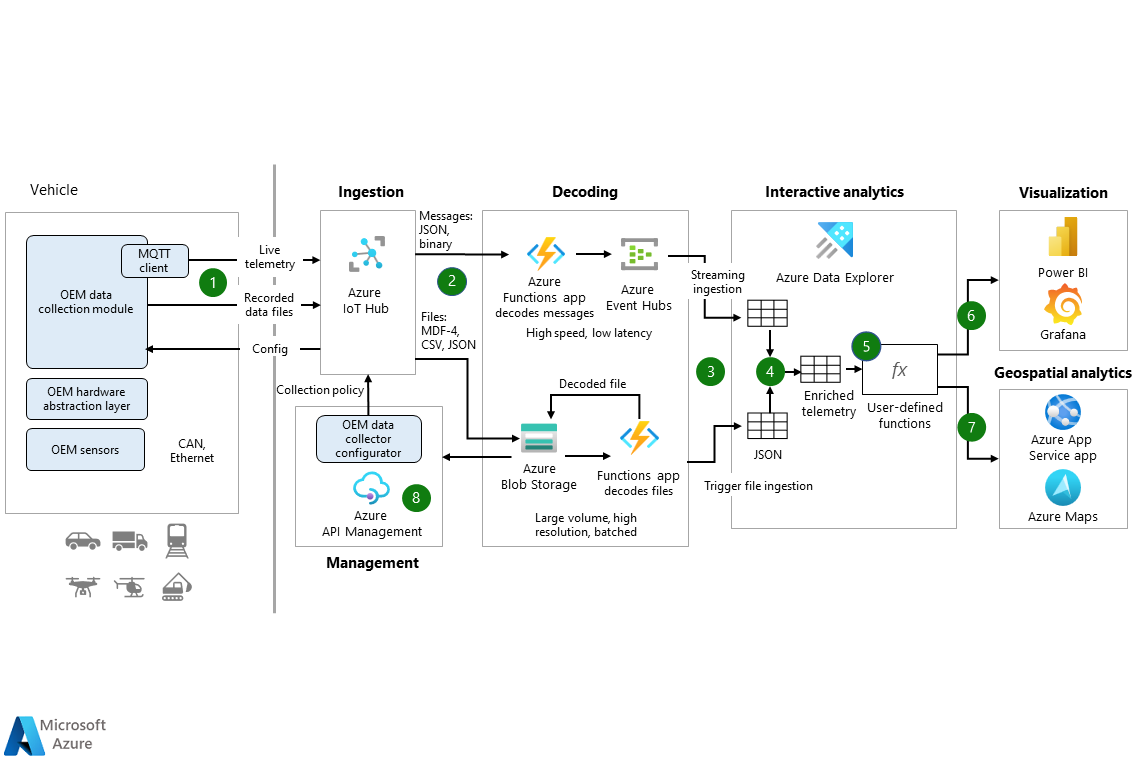 Vehicle
MQTT
client
OEM data
collection module
OEM hardware
abstraction layer
OEM sensors
CAN,
Ethernet
1
Live
telemetry
Recorded
data files
Config
Ingestion
Azure
IoT Hub
Collection policy
OEM data
collector
configurator
Azure
API Management
8
Management
Messages:
JSON,
binary
2
Files:
MDF-4,
CSV, JSON
Decoding
Azure
Functions app
decodes messages
Azure
Event Hubs
High speed, low latency
Decoded file
Azure
Blob Storage
Functions app
decodes files
Large volume, high
resolution, batched
Streaming
ingestion
3
Trigger file ingestion
Interactive analytics
Azure Data Explorer
4
JSON
Enriched
telemetry
5
fx
User-defined
functions
6
7
Visualization
Power BI
Grafana
Geospatial analytics
Azure App
Service app
Azure Maps
Microsoft
Azure